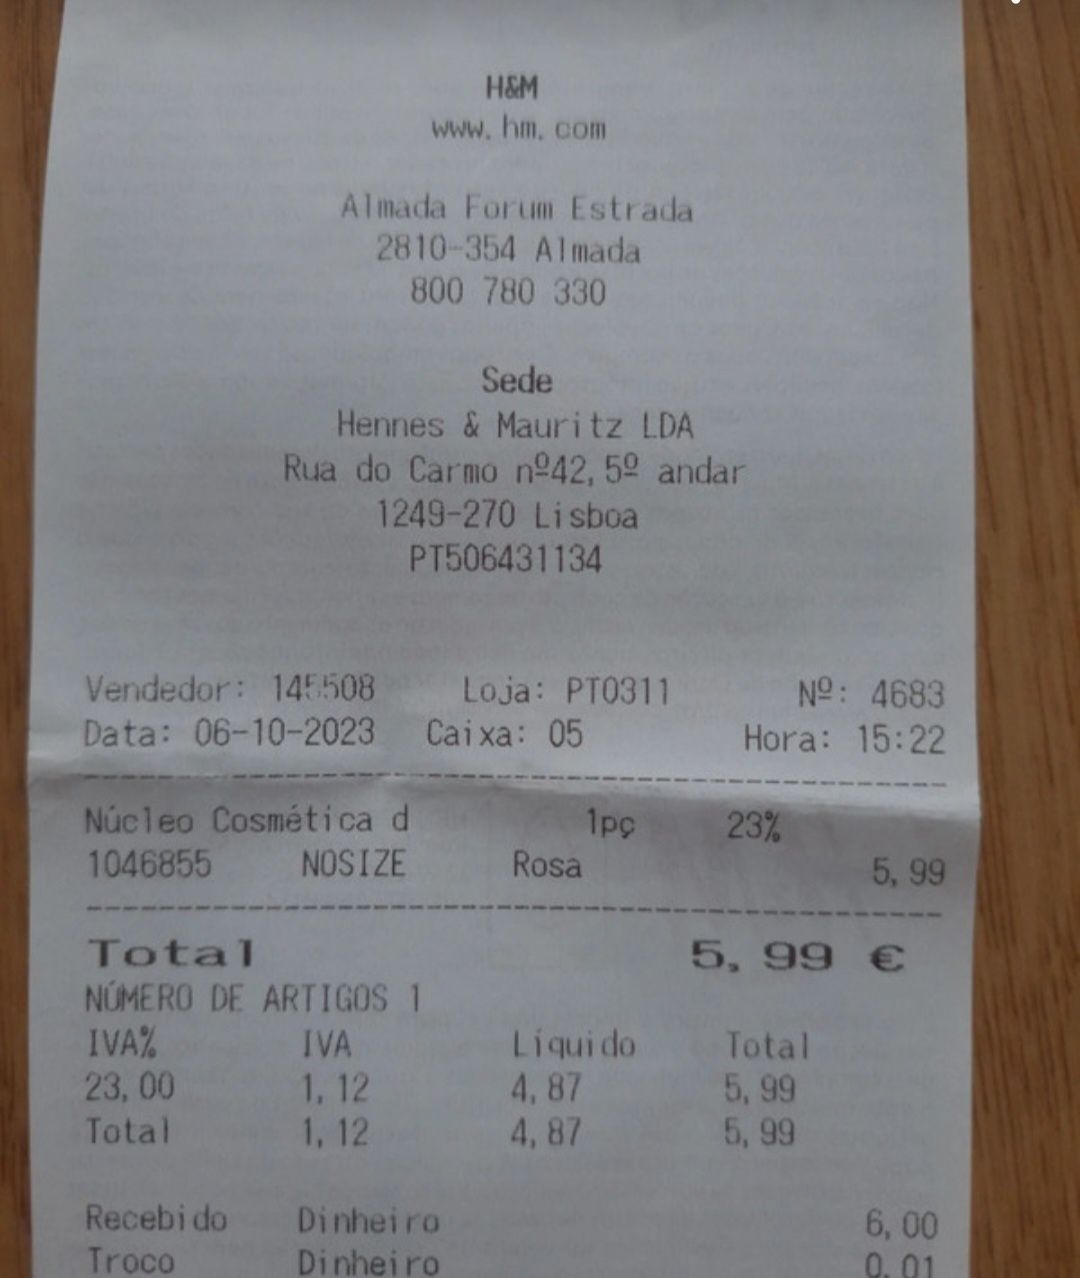 H&M
www.hm.com
Almada Forum Estrada
2810-354 Almada
800 780 330
Sede
Hennes & Mauritz LDA
Rua do Carmo nº42,5º andar
1249-270 Lisboa
PT506431134
Vendedor: 145508 Loja: PT0311 Nº: 4683
Data: 06-10-2023 Caixa: 05 Hora: 15:22
Núcleo Cosmética d 1pç 23%
1046855 NOSIZE Rosa 5,99
Total 5,99 €
NÚMERO DE ARTIGOS 1
IVA% IVA Líquido Total
23,00 1,12 4,87 5,99
Total 1,12 4,87 5,99
Recebido Dinheiro 6,00
Troco Dinheiro 0,01